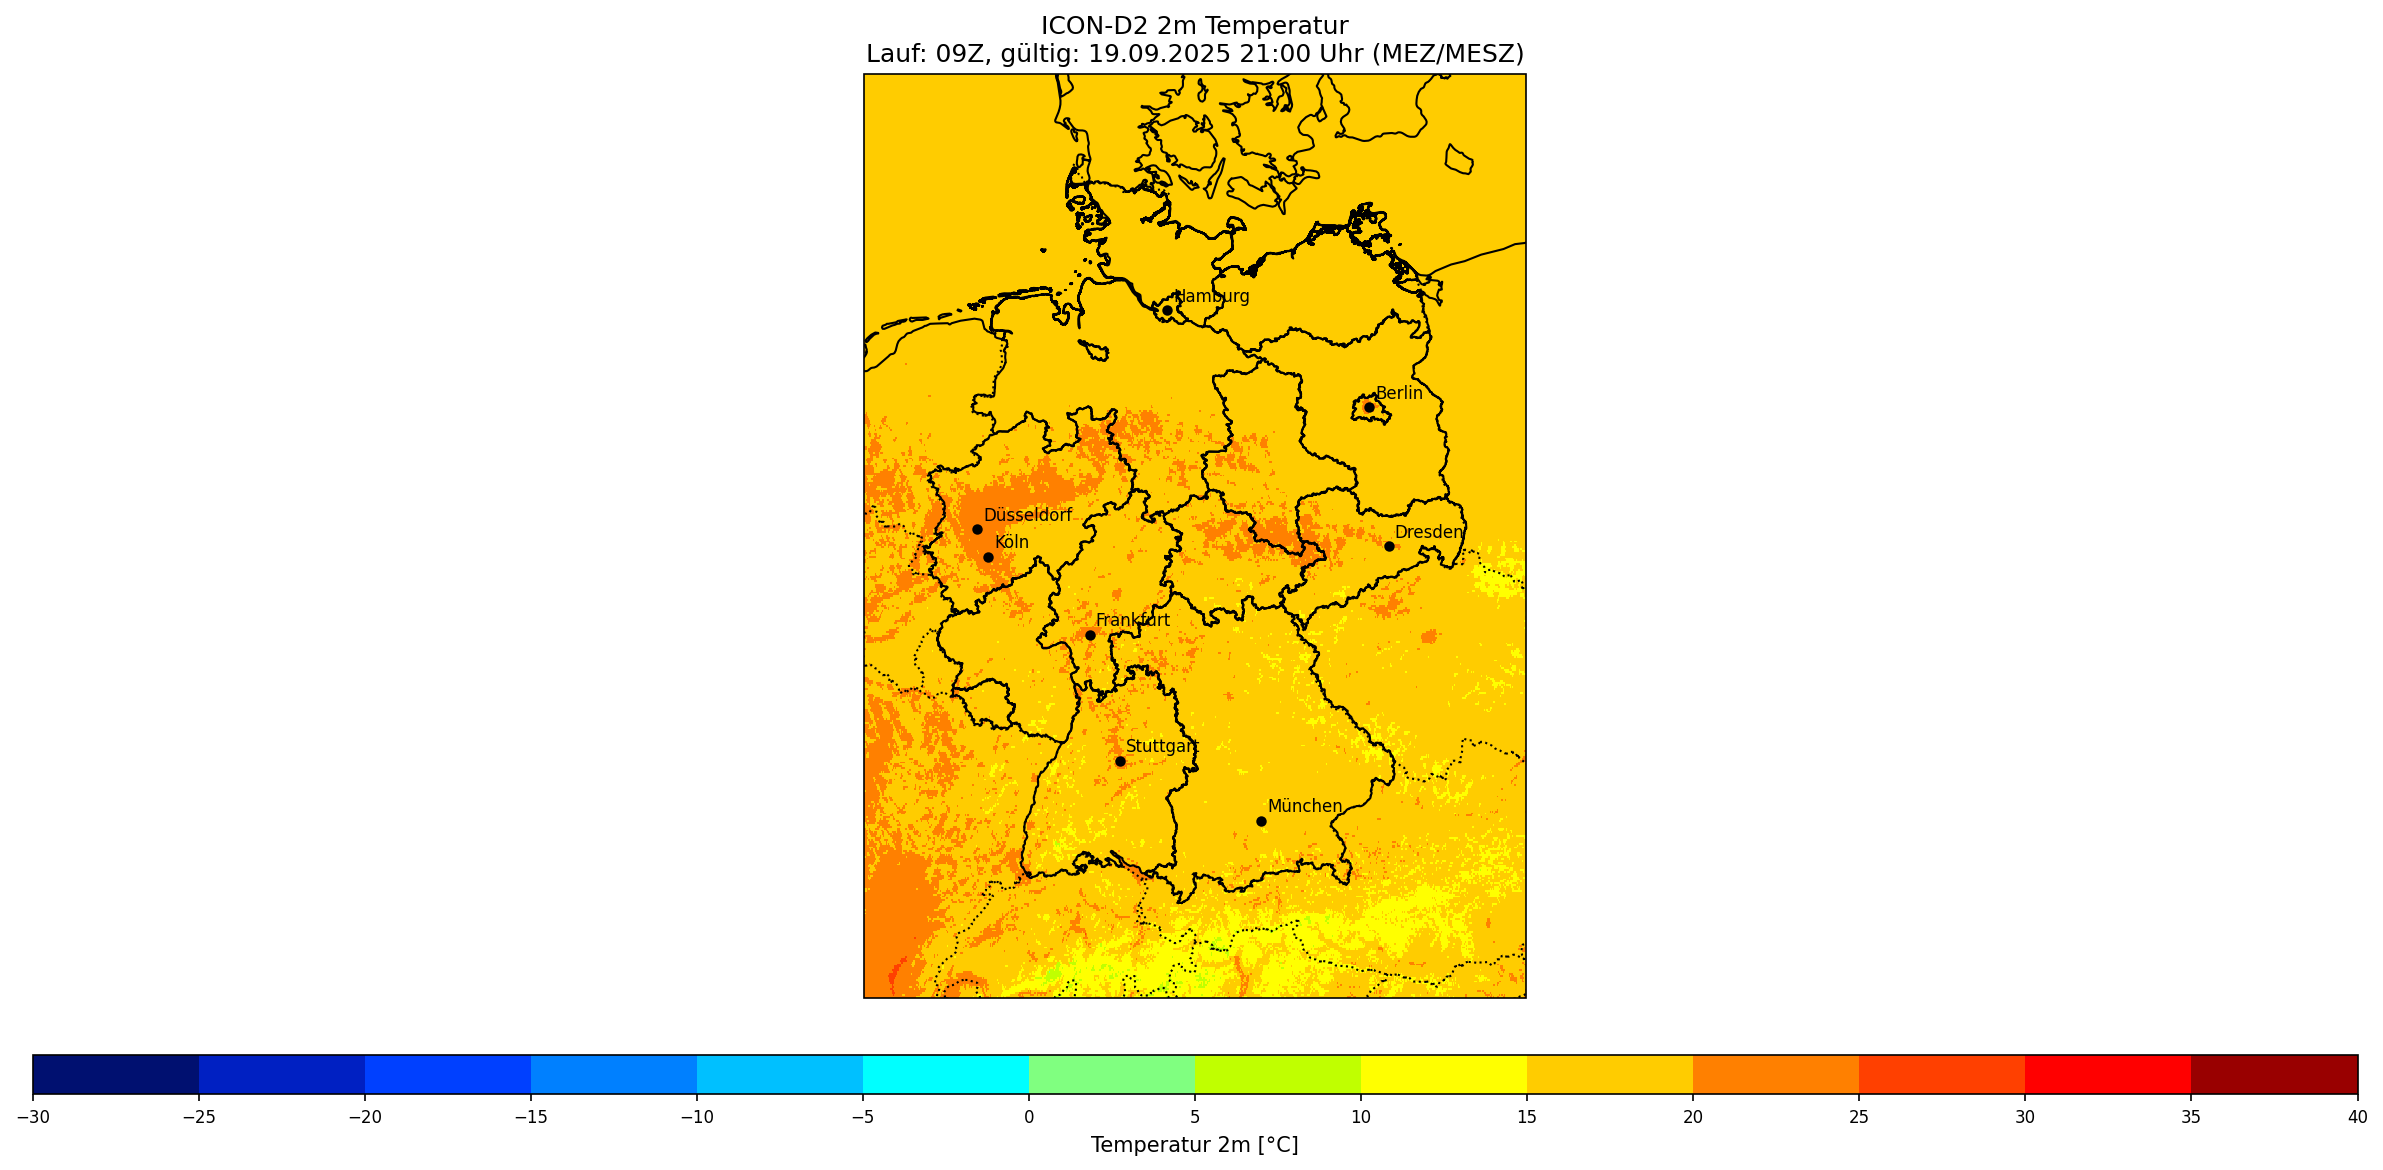 ICON-D2 2m Temperatur
Lauf: 09Z, gültig: 19.09.2025 21:00 Uhr (MEZ/MESZ)
Hamburg
Berlin
Düsseldorf
Dresden
Köln
Frankfurt
Stuttgart
München
−30 −25 −20 −15 −10 −5 0 5 10 15 20 25 30 35 40
Temperatur 2m [°C]